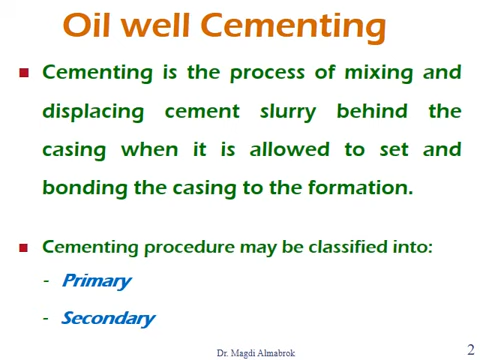 Oil well Cementing
■ Cementing is the process of mixing and
displacing cement slurry behind the
casing when it is allowed to set and
bonding the casing to the formation.
■ Cementing procedure may be classified into:
- Primary
- Secondary
Dr. Magdi Almabrok
2